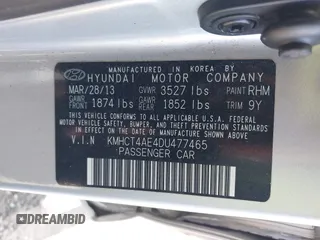 MANUFACTURED IN KOREA BY
HYUNDAI MOTOR COMPANY
MAR/28/13 GVWR 3527 lbs PAINT RHM
GAWR FRONT 1874 lbs GAWR REAR 1852 lbs TRIM 9Y
THIS VEHICLE CONFORMS TO ALL APPLICABLE
U.S.A. FEDERAL MOTOR VEHICLE SAFETY, BUMPER
AND THEFT PREVENTION STANDARDS IN EFFECT ON
THE DATE OF MANUFACTURE SHOWN ABOVE.
V.I.N KMHCT4AE4DU477465
PASSENGER CAR
DREAMBID